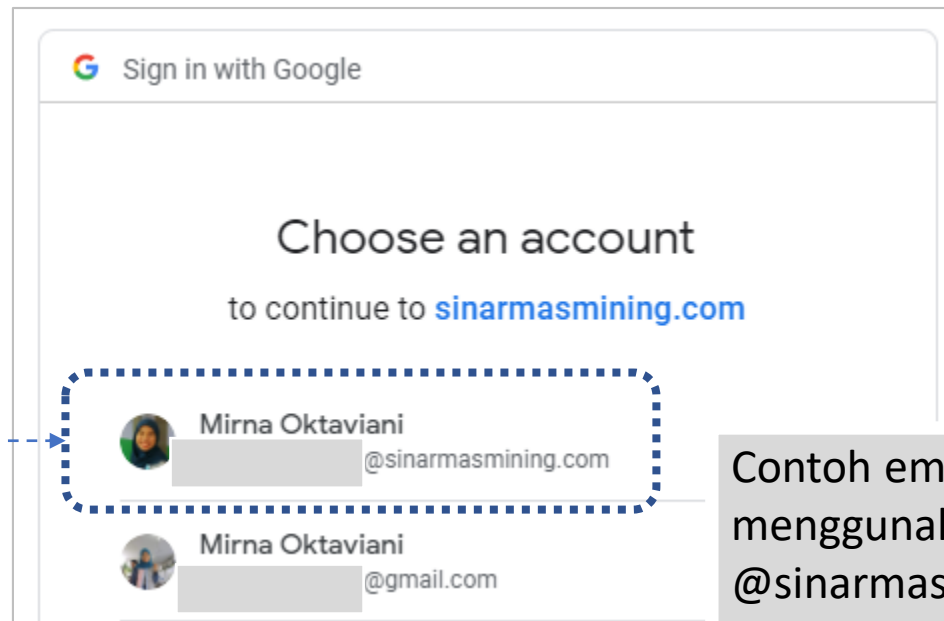 Sign in with Google
Choose an account
to continue to sinarmasmining.com
Mirna Oktaviani
@sinarmasmining.com
Mirna Oktaviani
@gmail.com
Contoh em
menggunak
@sinarmas